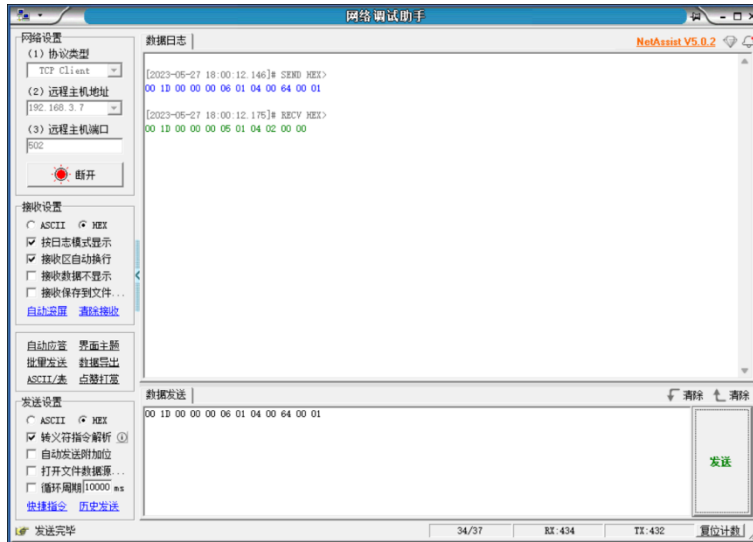 网络调试助手
网络设置
(1) 协议类型
TCP Client
(2) 远程主机地址
192.168.3.7
(3) 远程主机端口
502
断开
接收设置
ASCII HEX
按日志模式显示
接收区自动换行
接收数据不显示
接收保存到文件...
自动滚屏 清除接收
自动应答 界面主题
批量发送 数据导出
ASCII/表 点赞打赏
发送设置
ASCII HEX
转义符指令解析
自动发送附加位
打开文件数据源...
循环周期 10000 ms
快捷指令 历史发送
数据日志
NetAssist V5.0.2
[2023-05-27 18:00:12.146]# SEND HEX>
00 1D 00 00 00 06 01 04 00 64 00 01
[2023-05-27 18:00:12.175]# RECV HEX>
00 1D 00 00 00 05 01 04 02 00 00
数据发送
清除 清除
00 1D 00 00 00 06 01 04 00 64 00 01
发送
发送完毕
34/37
RX:434
TX:432
复位计数